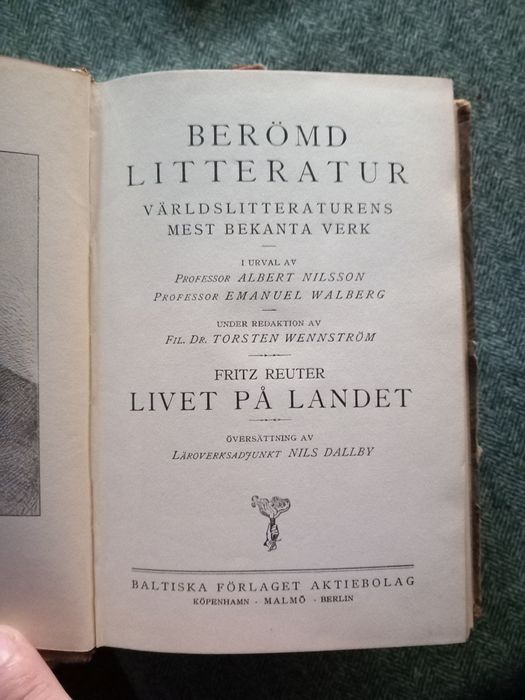 BERÖMD
LITTERATUR
VÄRLDSLITTERATURENS
MEST BEKANTA VERK
I URVAL AV
PROFESSOR ALBERT NILSSON
PROFESSOR EMANUEL WALBERG
UNDER REDAKTION AV
FIL. DR. TORSTEN WENNSTRÖM
FRITZ REUTER
LIVET PÅ LANDET
ÖVERSÄTTNING AV
LÄROVERKSADJUNKT NILS DALLBY
BALTISKA FÖRLAGET AKTIEBOLAG
KÖPENHAMN - MALMÖ - BERLIN